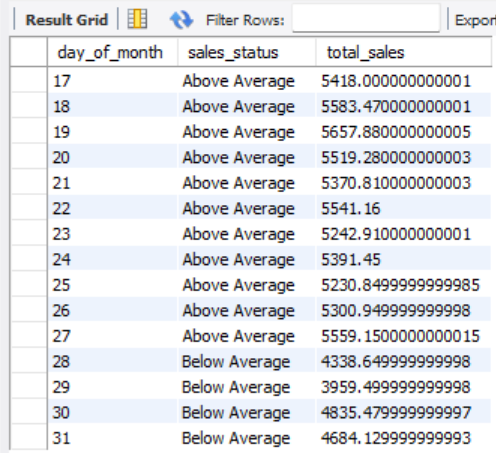 Result Grid Filter Rows: Export
day_of_month sales_status total_sales
17 Above Average 5418.000000000001
18 Above Average 5583.470000000001
19 Above Average 5657.880000000005
20 Above Average 5519.280000000003
21 Above Average 5370.810000000003
22 Above Average 5541.16
23 Above Average 5242.910000000001
24 Above Average 5391.45
25 Above Average 5230.8499999999985
26 Above Average 5300.949999999998
27 Above Average 5559.1500000000015
28 Below Average 4338.649999999998
29 Below Average 3959.499999999998
30 Below Average 4835.479999999997
31 Below Average 4684.129999999993